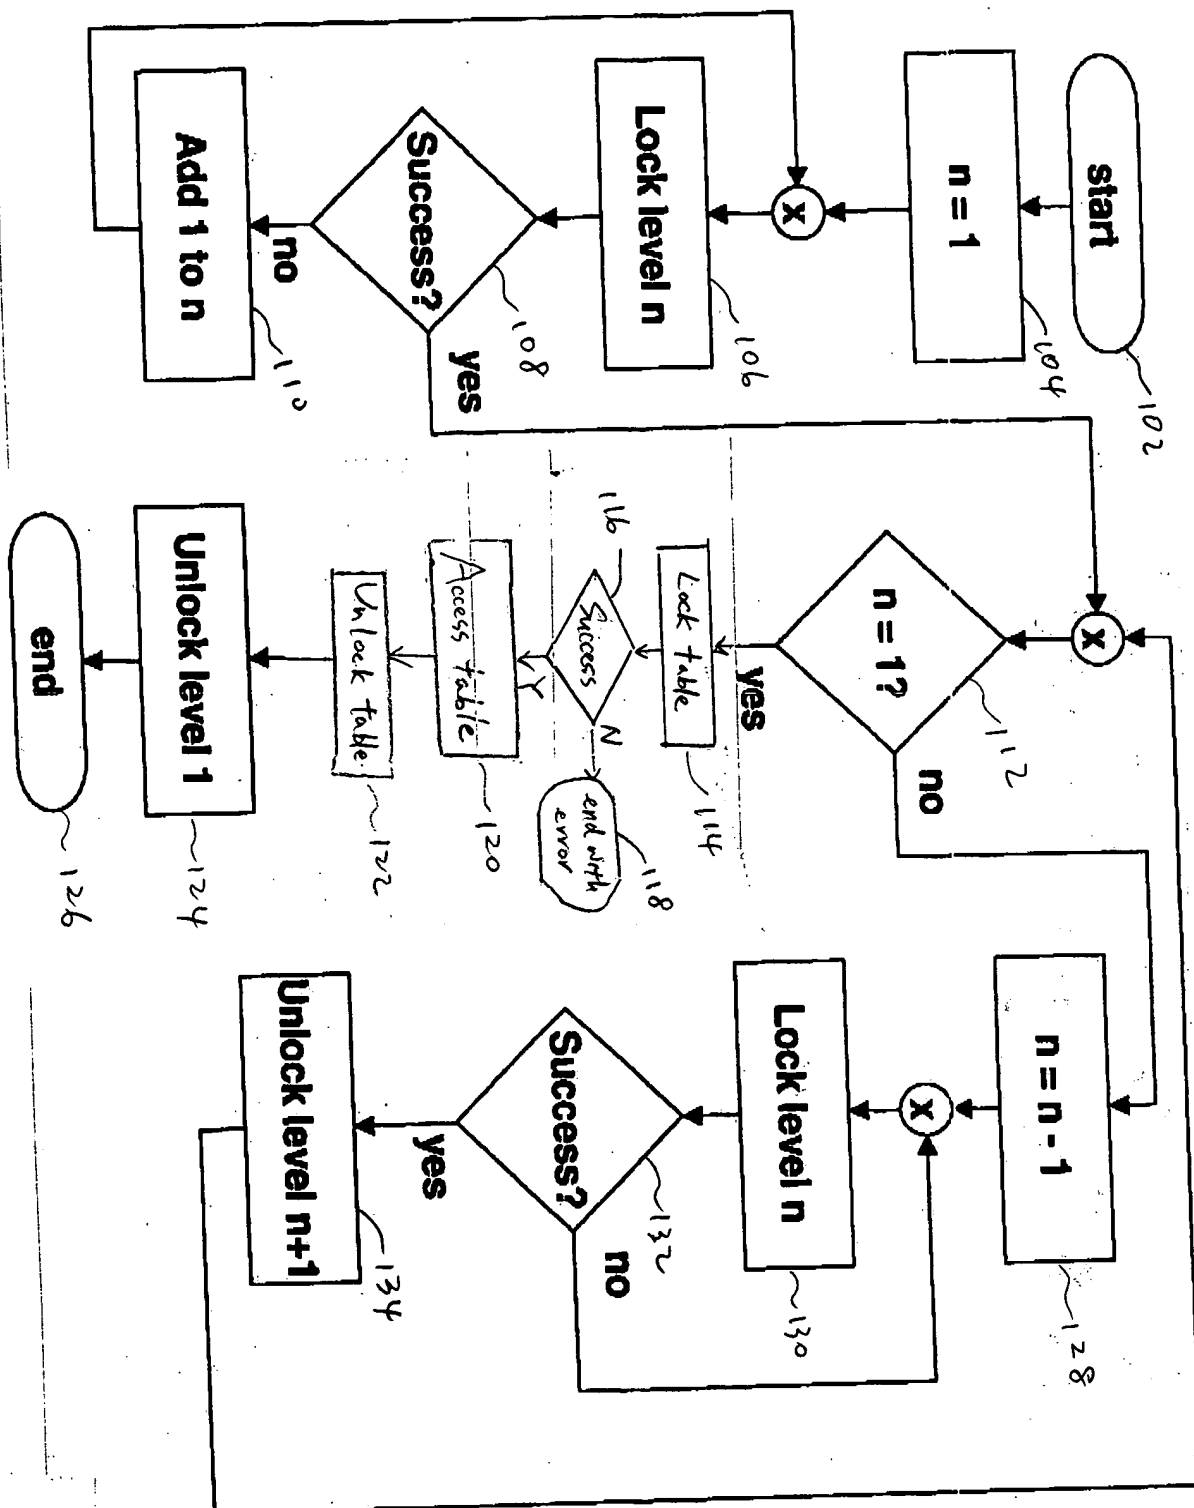 start
102
n = 1
104
X
Lock level n
106
Success?
108
yes
no
Add 1 to n
110
X
n = 1?
112
no
yes
Lock table
114
Success
116
N
end with
error
118
Y
Access table
120
Unlock table
122
Unlock level 1
124
end
126
n = n - 1
128
X
Lock level n
130
Success?
132
no
yes
Unlock level n+1
134